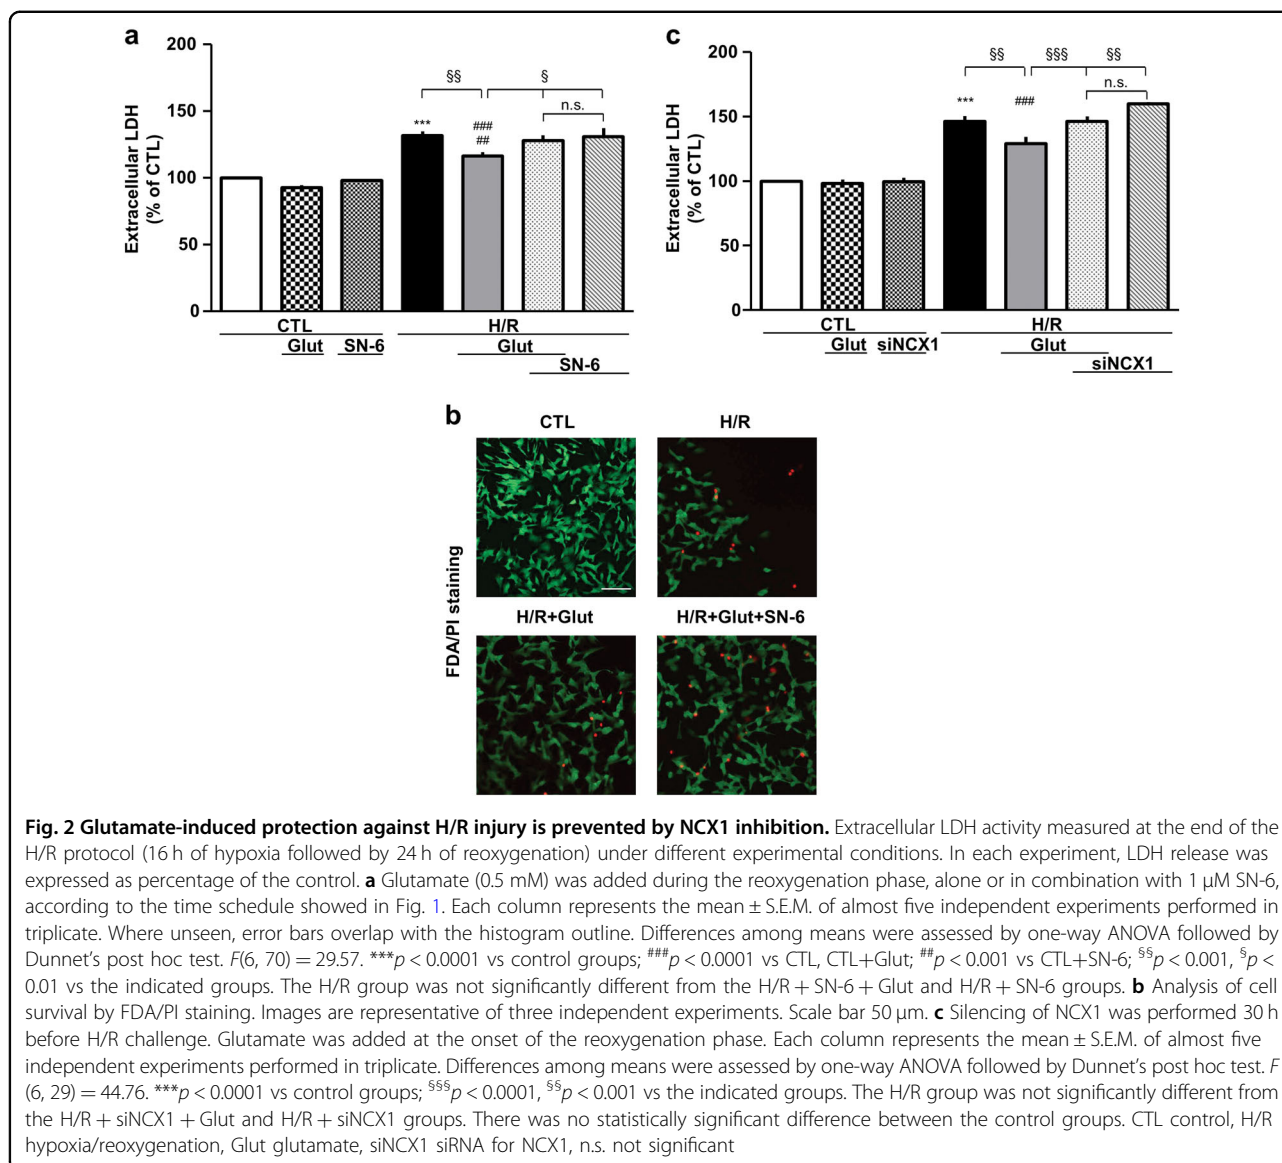 a
200
150
100
50
0
Extracellular LDH
(% of CTL)
***
§§
###
##
§
n.s.
CTL
H/R
Glut
SN-6
Glut
SN-6
c
200
150
100
50
0
Extracellular LDH
(% of CTL)
***
§§
###
§§§
§§
n.s.
CTL
H/R
Glut
siNCX1
Glut
siNCX1
b
CTL
H/R
FDA/PI staining
H/R+Glut
H/R+Glut+SN-6
Fig. 2 Glutamate-induced protection against H/R injury is prevented by NCX1 inhibition. Extracellular LDH activity measured at the end of the
H/R protocol (16 h of hypoxia followed by 24 h of reoxygenation) under different experimental conditions. In each experiment, LDH release was
expressed as percentage of the control. a Glutamate (0.5 mM) was added during the reoxygenation phase, alone or in combination with 1 µM SN-6,
according to the time schedule showed in Fig. 1. Each column represents the mean ± S.E.M. of almost five independent experiments performed in
triplicate. Where unseen, error bars overlap with the histogram outline. Differences among means were assessed by one-way ANOVA followed by
Dunnet's post hoc test. F(6, 70) = 29.57. ***p < 0.0001 vs control groups; ###p < 0.0001 vs CTL, CTL+Glut; ##p < 0.001 vs CTL+SN-6; §§p < 0.001, §p <
0.01 vs the indicated groups. The H/R group was not significantly different from the H/R + SN-6 + Glut and H/R + SN-6 groups. b Analysis of cell
survival by FDA/PI staining. Images are representative of three independent experiments. Scale bar 50 µm. c Silencing of NCX1 was performed 30 h
before H/R challenge. Glutamate was added at the onset of the reoxygenation phase. Each column represents the mean ± S.E.M. of almost five
independent experiments performed in triplicate. Differences among means were assessed by one-way ANOVA followed by Dunnet's post hoc test. F
(6, 29) = 44.76. ***p < 0.0001 vs control groups; §§§p < 0.0001, §§p < 0.001 vs the indicated groups. The H/R group was not significantly different from
the H/R + siNCX1 + Glut and H/R + siNCX1 groups. There was no statistically significant difference between the control groups. CTL control, H/R
hypoxia/reoxygenation, Glut glutamate, siNCX1 siRNA for NCX1, n.s. not significant